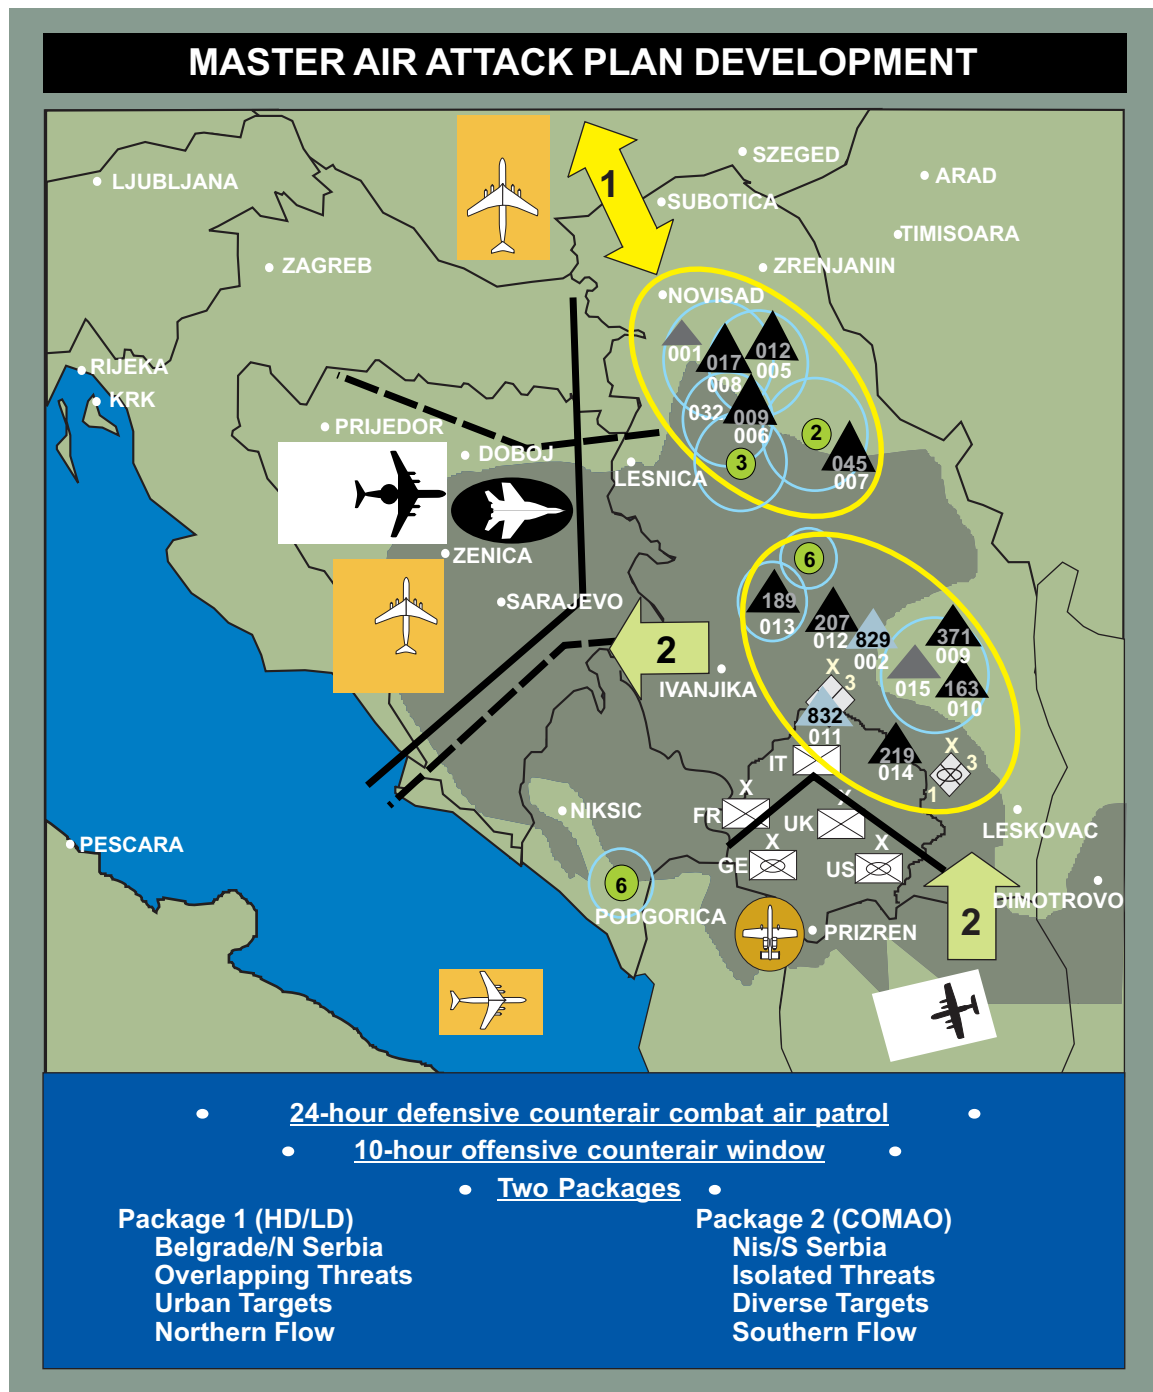 MASTER AIR ATTACK PLAN DEVELOPMENT
SZEGED
LJUBLJANA
1
ARAD
SUBOTICA
TIMISOARA
ZAGREB
ZRENJANIN
NOVISAD
001
017
012
008
005
RIJEKA
KRK
032
009
006
2
PRIJEDOR
DOBOJ
3
045
LESNICA
007
ZENICA
6
SARAJEVO
189
013
207
012
829
002
371
009
2
IVANJIKA
X
3
015
163
010
832
011
IT
219
014
X
3
1
NIKSIC
X
FR
X
UK
LESKOVAC
X
GE
X
US
PESCARA
6
PODGORICA
DIMOTROVO
PRIZREN
2
• 24-hour defensive counterair combat air patrol •
• 10-hour offensive counterair window •
• Two Packages •
Package 1 (HD/LD)
Belgrade/N Serbia
Overlapping Threats
Urban Targets
Northern Flow
Package 2 (COMAO)
Nis/S Serbia
Isolated Threats
Diverse Targets
Southern Flow